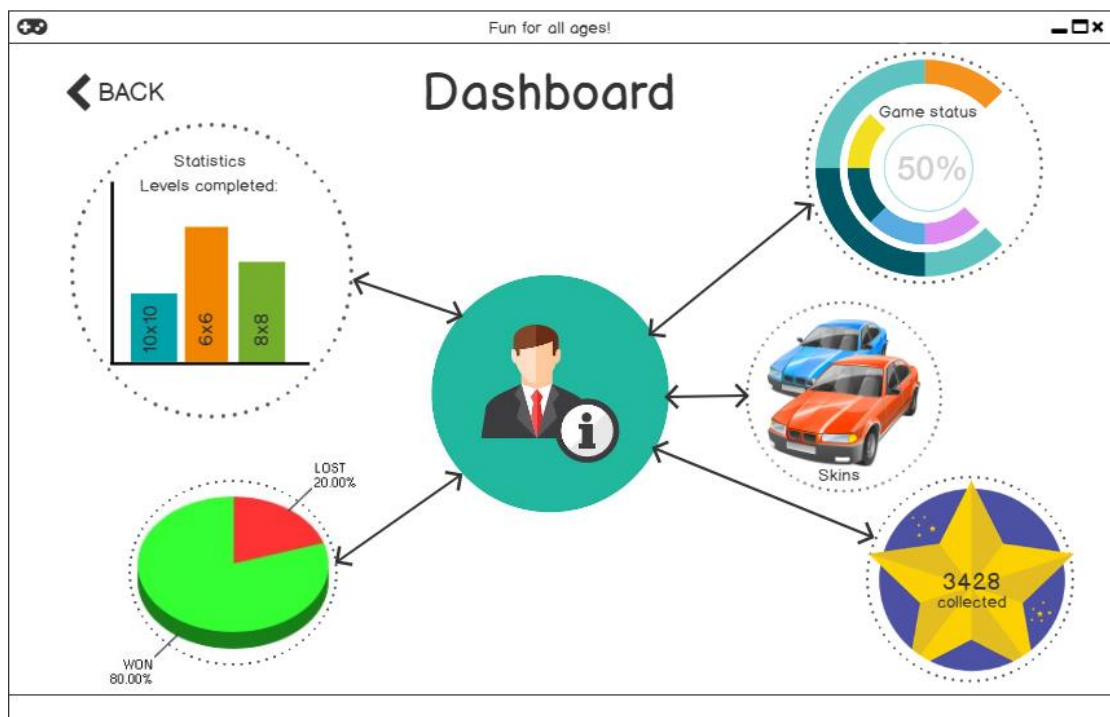 Fun for all ages!
BACK
Dashboard
Statistics
Levels completed:
10x10
6x6
8x8
Game status
50%
Skins
LOST
20.00%
WON
80.00%
3428
collected